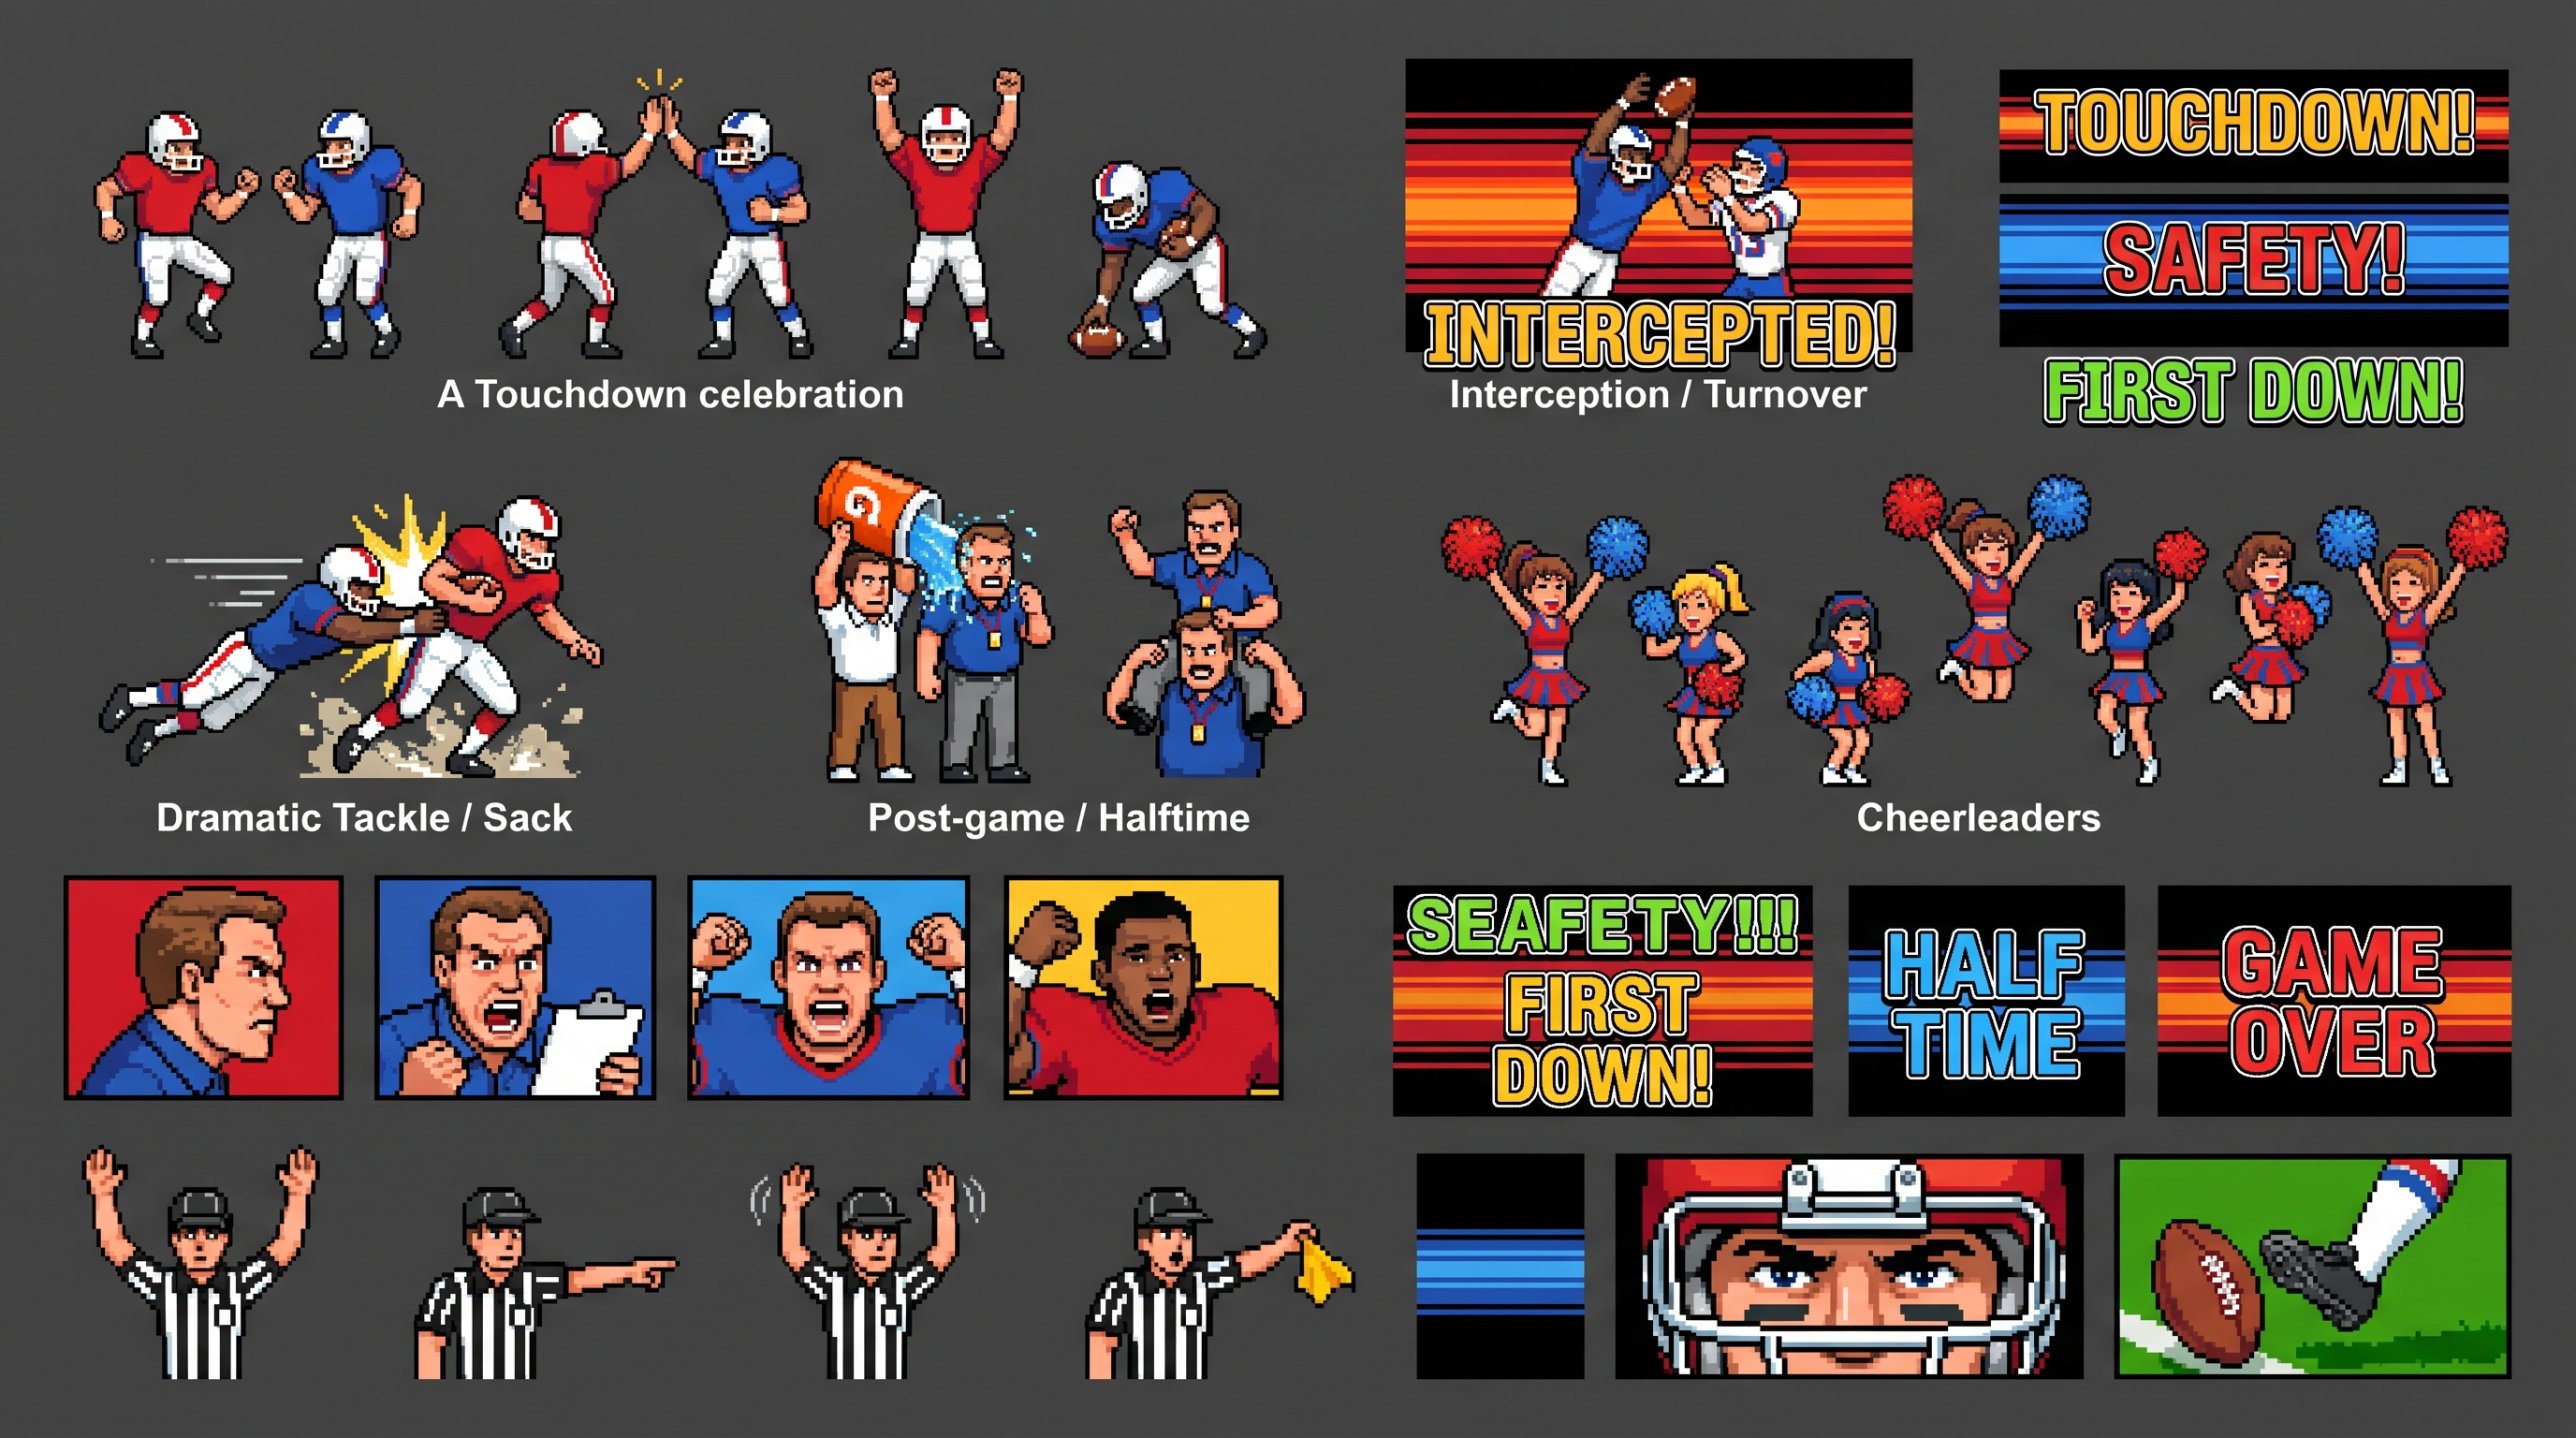 TOUCHDOWN!
SAFETY!
INTERCEPTED!
FIRST DOWN!
A Touchdown celebration
Interception / Turnover
G
Dramatic Tackle / Sack
Post-game / Halftime
Cheerleaders
SEAFETY!!!
FIRST
DOWN!
HALF
TIME
GAME
OVER